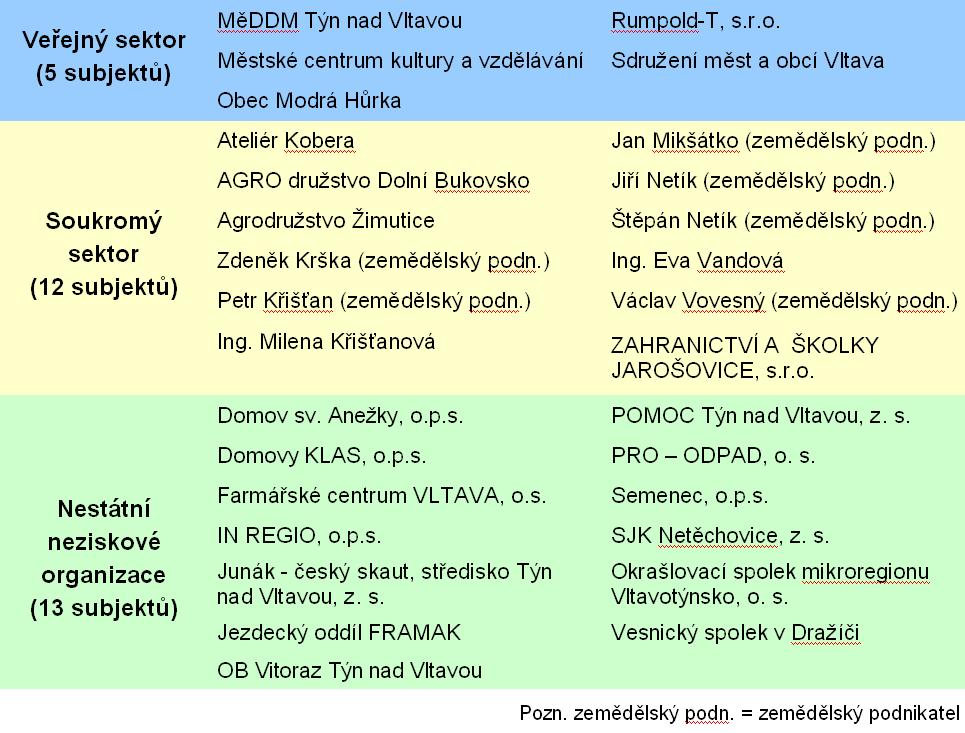 Veřejný sektor
(5 subjektů)
MěDDM Týn nad Vltavou
Městské centrum kultury a vzdělávání
Obec Modrá Hůrka
Rumpold-T, s.r.o.
Sdružení měst a obcí Vltava
Soukromý
sektor
(12 subjektů)
Ateliér Kobera
AGRO družstvo Dolní Bukovsko
Agrodružstvo Žimutice
Zdeněk Krška (zemědělský podn.)
Petr Křišťan (zemědělský podn.)
Ing. Milena Křišťanová
Jan Mikšátko (zemědělský podn.)
Jiří Netík (zemědělský podn.)
Štěpán Netík (zemědělský podn.)
Ing. Eva Vandová
Václav Vovesný (zemědělský podn.)
ZAHRANICTVÍ A ŠKOLKY
JAROŠOVICE, s.r.o.
Nestátní
neziskové
organizace
(13 subjektů)
Domov sv. Anežky, o.p.s.
Domovy KLAS, o.p.s.
Farmářské centrum VLTAVA, o.s.
IN REGIO, o.p.s.
Junák - český skaut, středisko Týn
nad Vltavou, z. s.
Jezdecký oddíl FRAMAK
OB Vitoraz Týn nad Vltavou
POMOC Týn nad Vltavou, z. s.
PRO – ODPAD, o. s.
Semenec, o.p.s.
SJK Netěchovice, z. s.
Okrašlovací spolek mikroregionu
Vltavotýnsko, o. s.
Vesnický spolek v Dražíči
Pozn. zemědělský podn. = zemědělský podnikatel